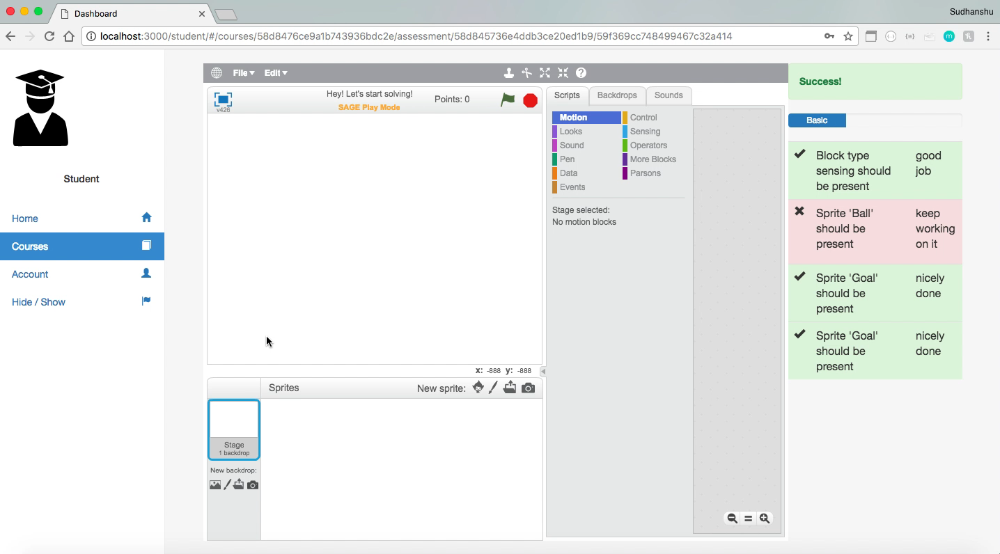 Dashboard
Sudhanshu
localhost:3000/student/#/courses/58d8476ce9a1b743936bdc2e/assessment/58d845736e4ddb3ce20ed1b9/59f369cc748499467c32a414
Student
Home
Courses
Account
Hide / Show
File Edit
v426
Hey! Let's start solving!
SAGE Play Mode
Points: 0
x: -888 y: -888
Sprites
New sprite:
Stage
1 backdrop
New backdrop:
Scripts Backdrops Sounds
Motion Control
Looks Sensing
Sound Operators
Pen More Blocks
Data Parsons
Events
Stage selected:
No motion blocks
Success!
Basic
Block type good
sensing should job
be present
Sprite 'Ball' keep
should be working
present on it
Sprite 'Goal' nicely
should be done
present
Sprite 'Goal' nicely
should be done
present